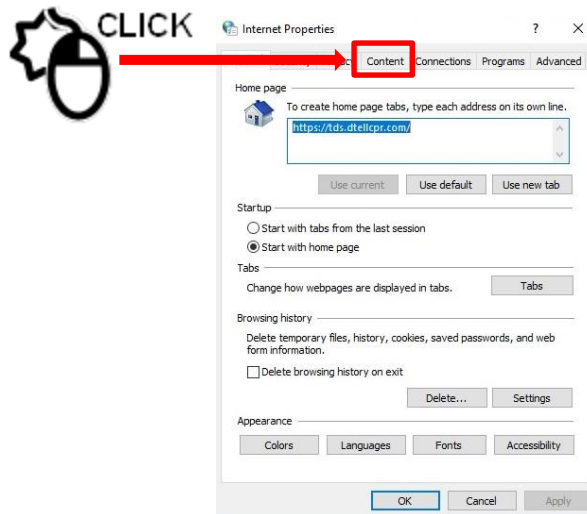 CLICK
Internet Properties
Content Connections Programs Advanced
Home page
To create home page tabs, type each address on its own line.
https://tds.dtellcpr.com/
Use current Use default Use new tab
Startup
Start with tabs from the last session
Start with home page
Tabs
Change how webpages are displayed in tabs. Tabs
Browsing history
Delete temporary files, history, cookies, saved passwords, and web
form information.
Delete browsing history on exit
Delete... Settings
Appearance
Colors Languages Fonts Accessibility
OK Cancel Apply